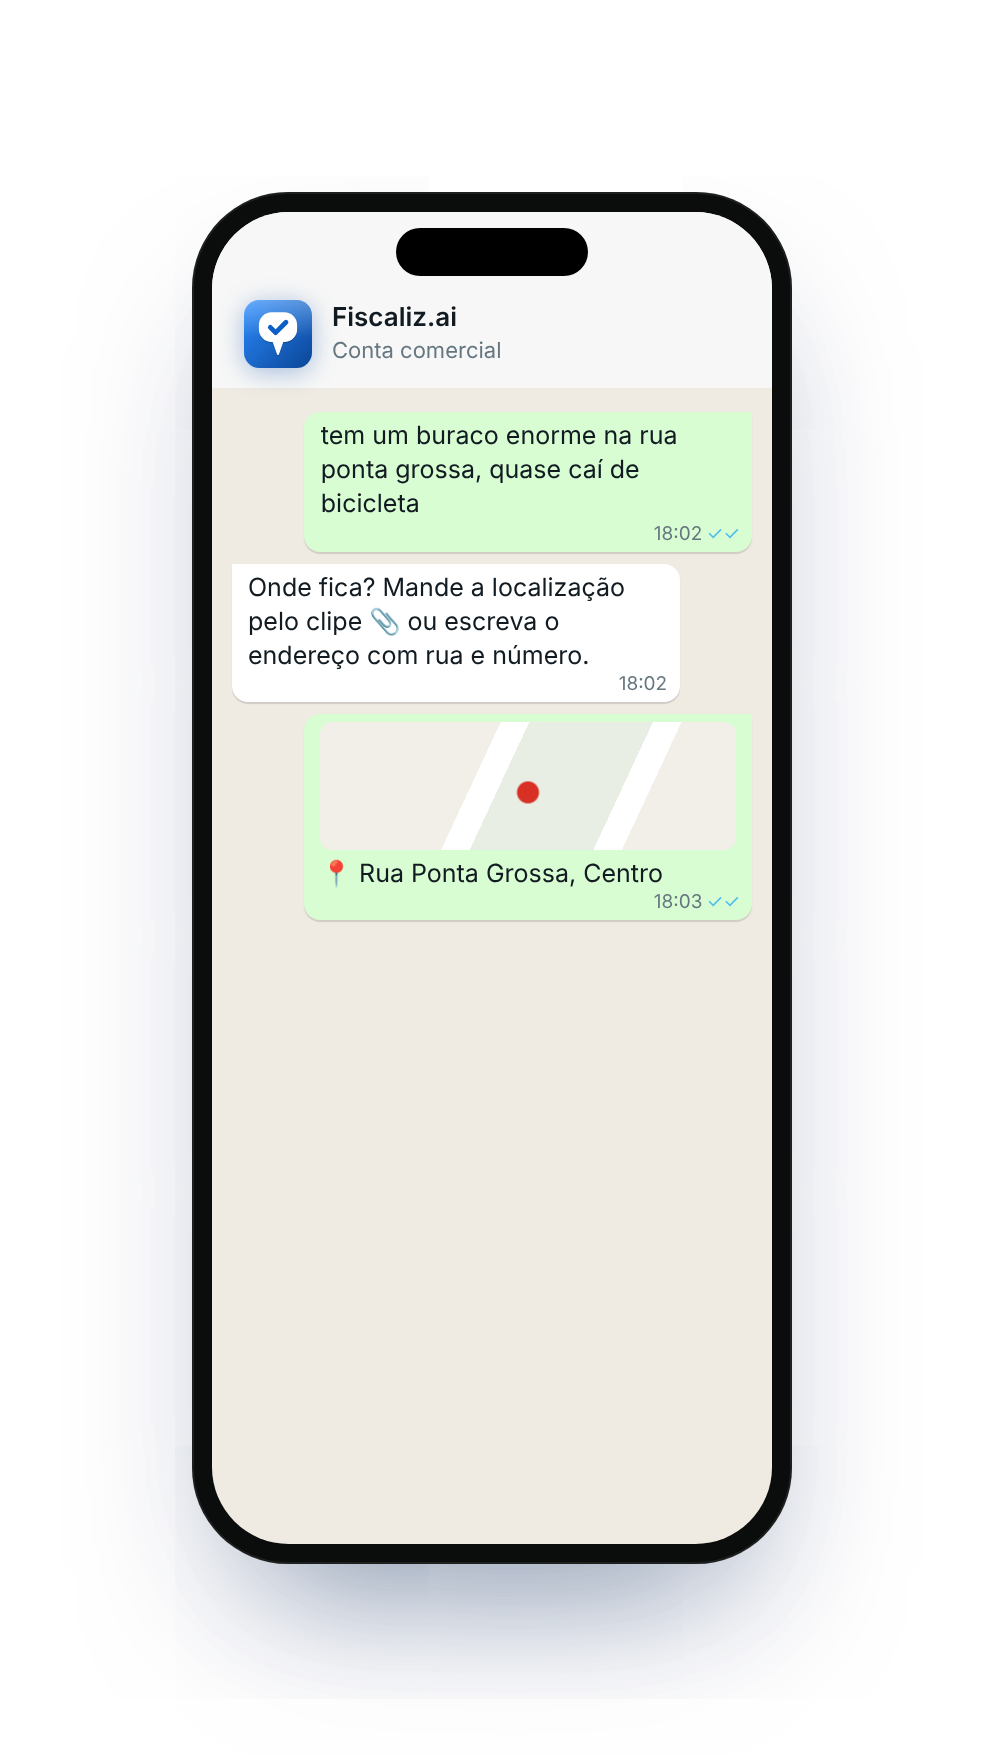 Fiscaliz.ai
Conta comercial
tem um buraco enorme na rua
ponta grossa, quase caí de
bicicleta
18:02
Onde fica? Mande a localização
pelo clipe 📎 ou escreva o
endereço com rua e número.
18:02
📍 Rua Ponta Grossa, Centro
18:03